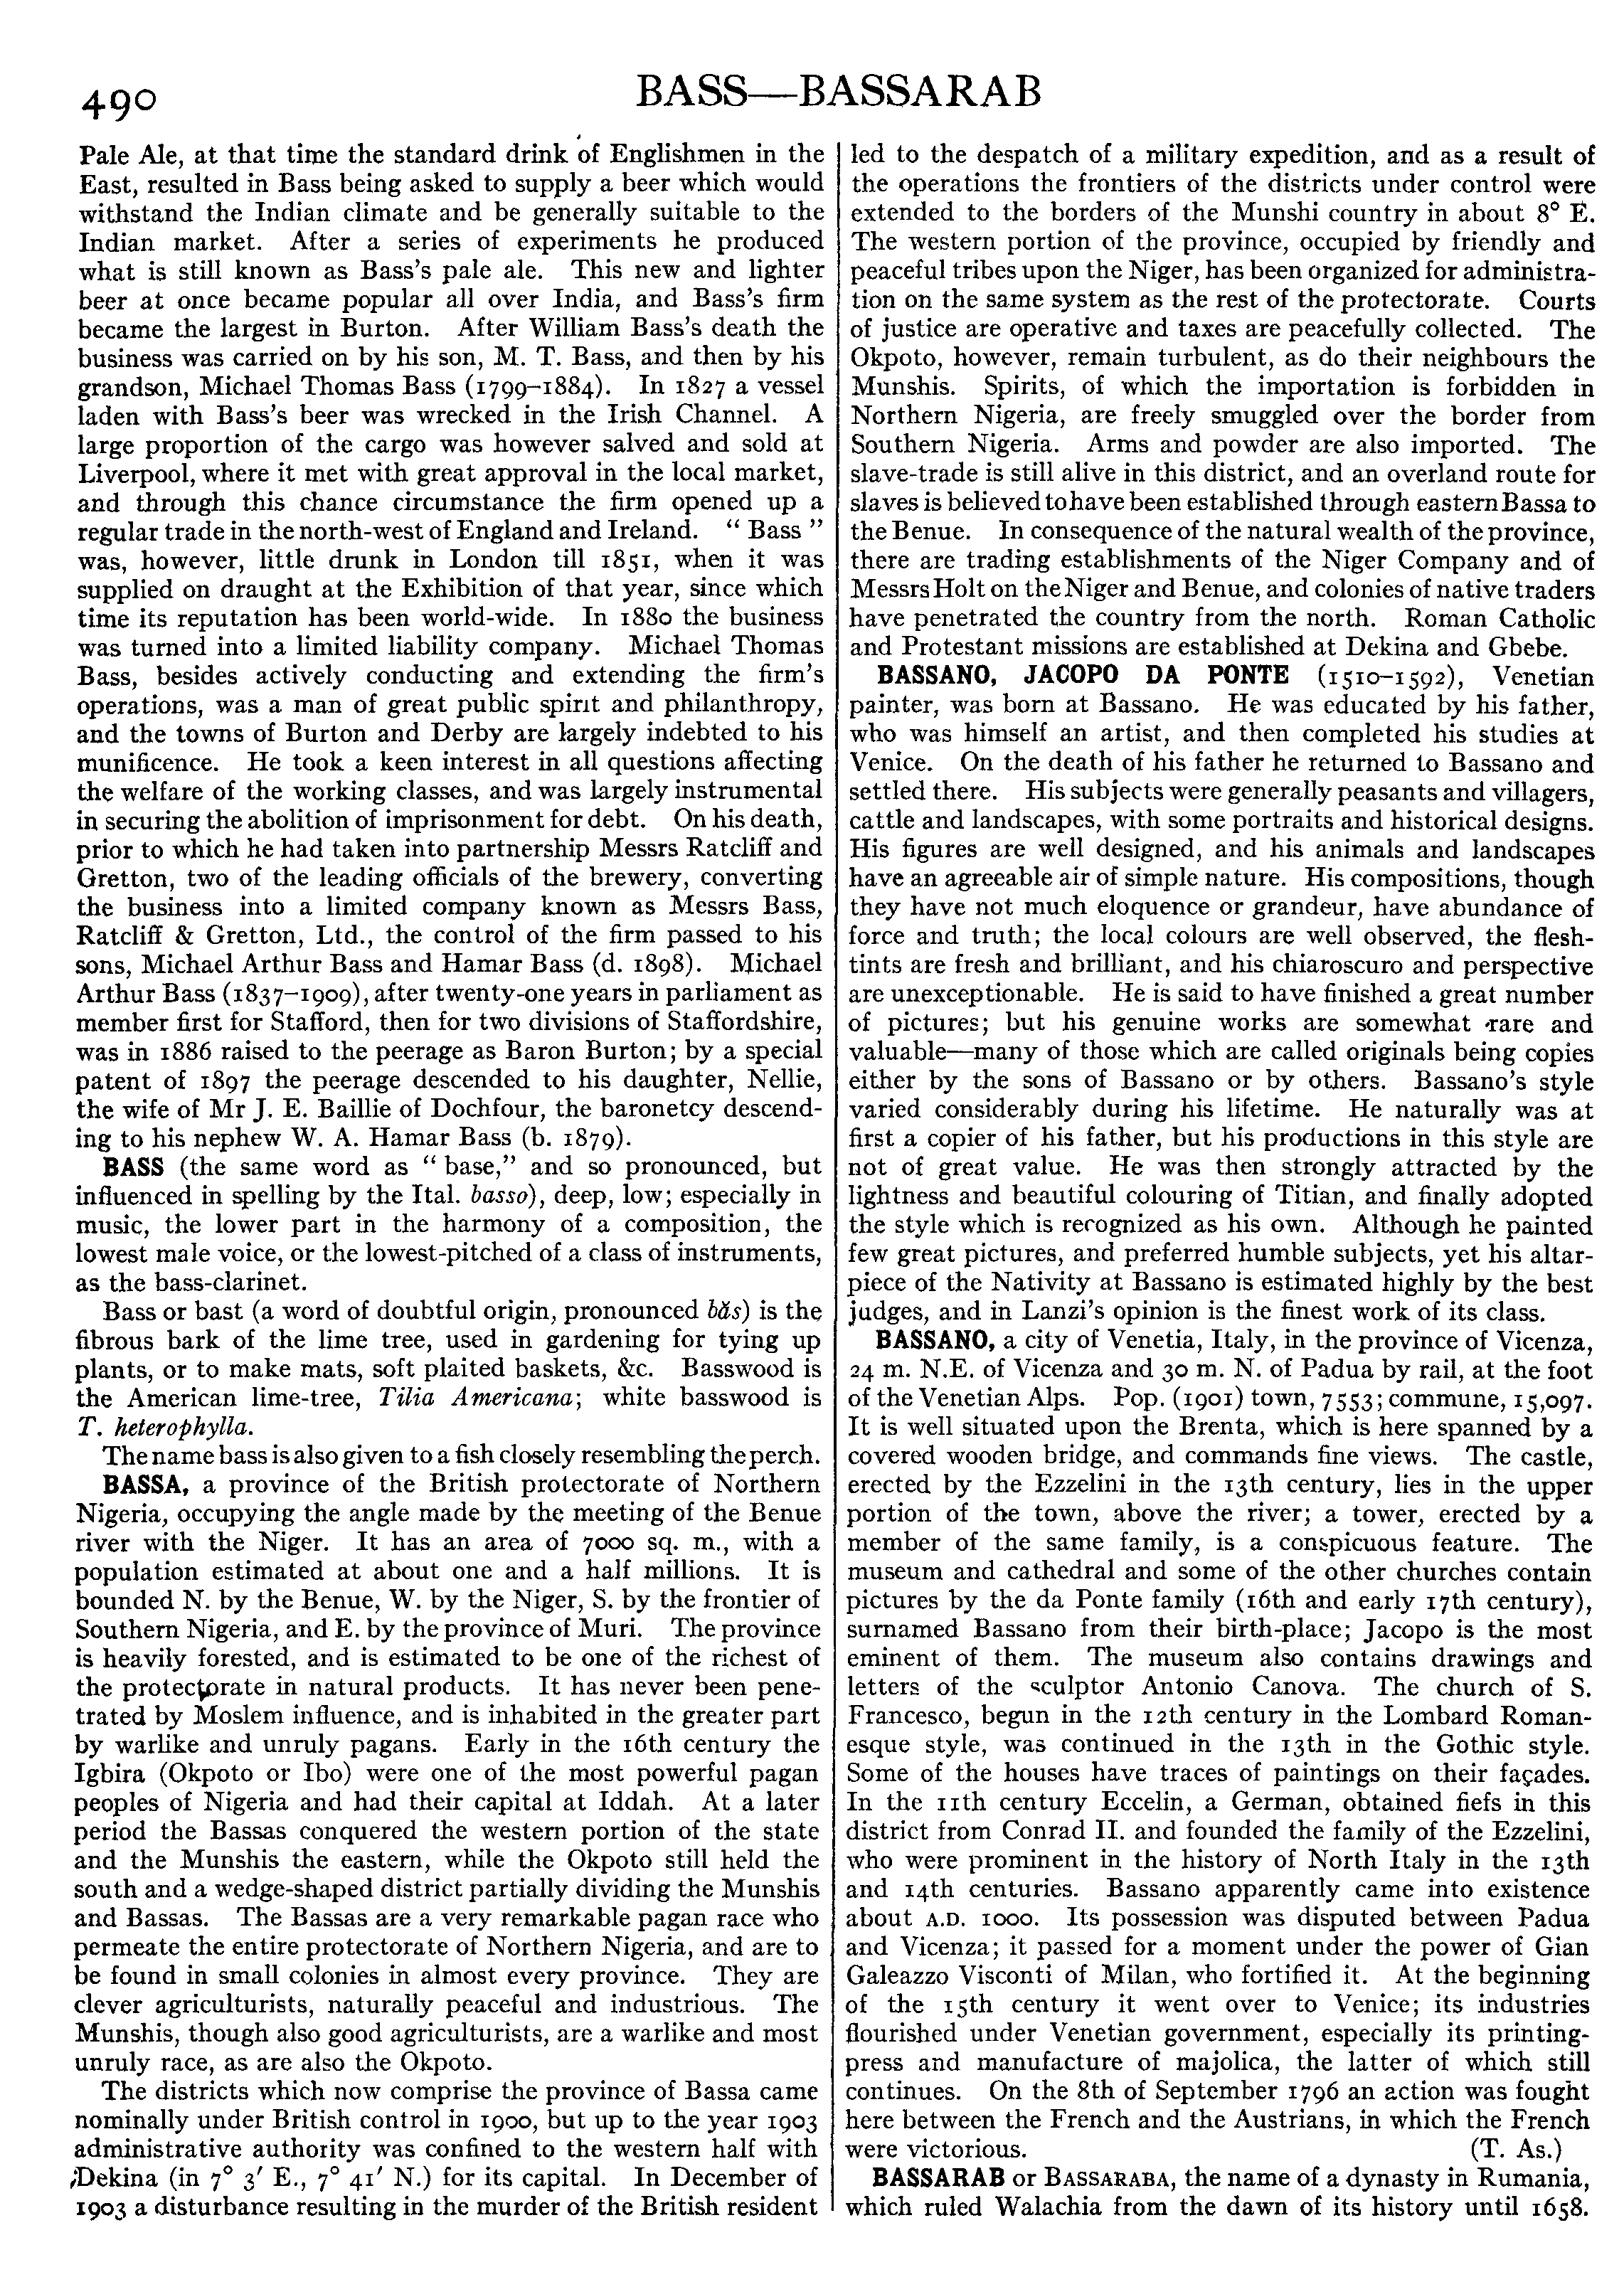 490
BASS—BASSARAB
Pale Ale, at that time the standard drink of Englishmen in the
East, resulted in Bass being asked to supply a beer which would
withstand the Indian climate and be generally suitable to the
Indian market. After a series of experiments he produced
what is still known as Bass's pale ale. This new and lighter
beer at once became popular all over India, and Bass's firm
became the largest in Burton. After William Bass's death the
business was carried on by his son, M. T. Bass, and then by his
grandson, Michael Thomas Bass (1799–1884). In 1827 a vessel
laden with Bass's beer was wrecked in the Irish Channel. A
large proportion of the cargo was however salved and sold at
Liverpool, where it met with great approval in the local market,
and through this chance circumstance the firm opened up a
regular trade in the north-west of England and Ireland. “ Bass ”
was, however, little drunk in London till 1851, when it was
supplied on draught at the Exhibition of that year, since which
time its reputation has been world-wide. In 1880 the business
was turned into a limited liability company. Michael Thomas
Bass, besides actively conducting and extending the firm's
operations, was a man of great public spirit and philanthropy,
and the towns of Burton and Derby are largely indebted to his
munificence. He took a keen interest in all questions affecting
the welfare of the working classes, and was largely instrumental
in securing the abolition of imprisonment for debt. On his death,
prior to which he had taken into partnership Messrs Ratcliff and
Gretton, two of the leading officials of the brewery, converting
the business into a limited company known as Messrs Bass,
Ratcliff & Gretton, Ltd., the control of the firm passed to his
sons, Michael Arthur Bass and Hamar Bass (d. 1898). Michael
Arthur Bass (1837–1909), after twenty-one years in parliament as
member first for Stafford, then for two divisions of Staffordshire,
was in 1886 raised to the peerage as Baron Burton; by a special
patent of 1897 the peerage descended to his daughter, Nellie,
the wife of Mr J. E. Baillie of Dochfour, the baronetcy descend-
ing to his nephew W. A. Hamar Bass (b. 1879).
BASS (the same word as “ base,” and so pronounced, but
influenced in spelling by the Ital. basso), deep, low; especially in
music, the lower part in the harmony of a composition, the
lowest male voice, or the lowest-pitched of a class of instruments,
as the bass-clarinet.
Bass or bast (a word of doubtful origin, pronounced băs) is the
fibrous bark of the lime tree, used in gardening for tying up
plants, or to make mats, soft plaited baskets, &c. Basswood is
the American lime-tree, Tilia Americana; white basswood is
T. heterophylla.
The name bass is also given to a fish closely resembling the perch.
BASSA, a province of the British protectorate of Northern
Nigeria, occupying the angle made by the meeting of the Benue
river with the Niger. It has an area of 7000 sq. m., with a
population estimated at about one and a half millions. It is
bounded N. by the Benue, W. by the Niger, S. by the frontier of
Southern Nigeria, and E. by the province of Muri. The province
is heavily forested, and is estimated to be one of the richest of
the protectorate in natural products. It has never been pene-
trated by Moslem influence, and is inhabited in the greater part
by warlike and unruly pagans. Early in the 16th century the
Igbira (Okpoto or Ibo) were one of the most powerful pagan
peoples of Nigeria and had their capital at Iddah. At a later
period the Bassas conquered the western portion of the state
and the Munshis the eastern, while the Okpoto still held the
south and a wedge-shaped district partially dividing the Munshis
and Bassas. The Bassas are a very remarkable pagan race who
permeate the entire protectorate of Northern Nigeria, and are to
be found in small colonies in almost every province. They are
clever agriculturists, naturally peaceful and industrious. The
Munshis, though also good agriculturists, are a warlike and most
unruly race, as are also the Okpoto.
The districts which now comprise the province of Bassa came
nominally under British control in 1900, but up to the year 1903
administrative authority was confined to the western half with
Dekina (in 7° 3′ E., 7° 41′ N.) for its capital. In December of
1903 a disturbance resulting in the murder of the British resident
led to the despatch of a military expedition, and as a result of
the operations the frontiers of the districts under control were
extended to the borders of the Munshi country in about 8° E.
The western portion of the province, occupied by friendly and
peaceful tribes upon the Niger, has been organized for administra-
tion on the same system as the rest of the protectorate. Courts
of justice are operative and taxes are peacefully collected. The
Okpoto, however, remain turbulent, as do their neighbours the
Munshis. Spirits, of which the importation is forbidden in
Northern Nigeria, are freely smuggled over the border from
Southern Nigeria. Arms and powder are also imported. The
slave-trade is still alive in this district, and an overland route for
slaves is believed to have been established through eastern Bassa to
the Benue. In consequence of the natural wealth of the province,
there are trading establishments of the Niger Company and of
Messrs Holt on the Niger and Benue, and colonies of native traders
have penetrated the country from the north. Roman Catholic
and Protestant missions are established at Dekina and Gbebe.
BASSANO, JACOPO DA PONTE (1510–1592), Venetian
painter, was born at Bassano. He was educated by his father,
who was himself an artist, and then completed his studies at
Venice. On the death of his father he returned to Bassano and
settled there. His subjects were generally peasants and villagers,
cattle and landscapes, with some portraits and historical designs.
His figures are well designed, and his animals and landscapes
have an agreeable air of simple nature. His compositions, though
they have not much eloquence or grandeur, have abundance of
force and truth; the local colours are well observed, the flesh-
tints are fresh and brilliant, and his chiaroscuro and perspective
are unexceptionable. He is said to have finished a great number
of pictures; but his genuine works are somewhat rare and
valuable—many of those which are called originals being copies
either by the sons of Bassano or by others. Bassano's style
varied considerably during his lifetime. He naturally was at
first a copier of his father, but his productions in this style are
not of great value. He was then strongly attracted by the
lightness and beautiful colouring of Titian, and finally adopted
the style which is recognized as his own. Although he painted
few great pictures, and preferred humble subjects, yet his altar-
piece of the Nativity at Bassano is estimated highly by the best
judges, and in Lanzi's opinion is the finest work of its class.
BASSANO, a city of Venetia, Italy, in the province of Vicenza,
24 m. N.E. of Vicenza and 30 m. N. of Padua by rail, at the foot
of the Venetian Alps. Pop. (1901) town, 7553; commune, 15,097.
It is well situated upon the Brenta, which is here spanned by a
covered wooden bridge, and commands fine views. The castle,
erected by the Ezzelini in the 13th century, lies in the upper
portion of the town, above the river; a tower, erected by a
member of the same family, is a conspicuous feature. The
museum and cathedral and some of the other churches contain
pictures by the da Ponte family (16th and early 17th century),
surnamed Bassano from their birth-place; Jacopo is the most
eminent of them. The museum also contains drawings and
letters of the sculptor Antonio Canova. The church of S.
Francesco, begun in the 12th century in the Lombard Roman-
esque style, was continued in the 13th in the Gothic style.
Some of the houses have traces of paintings on their façades.
In the 11th century Eccelin, a German, obtained fiefs in this
district from Conrad II. and founded the family of the Ezzelini,
who were prominent in the history of North Italy in the 13th
and 14th centuries. Bassano apparently came into existence
about A.D. 1000. Its possession was disputed between Padua
and Vicenza; it passed for a moment under the power of Gian
Galeazzo Visconti of Milan, who fortified it. At the beginning
of the 15th century it went over to Venice; its industries
flourished under Venetian government, especially its printing-
press and manufacture of majolica, the latter of which still
continues. On the 8th of September 1796 an action was fought
here between the French and the Austrians, in which the French
were victorious. (T. As.)
BASSARAB or BASSARABA, the name of a dynasty in Rumania,
which ruled Walachia from the dawn of its history until 1658.